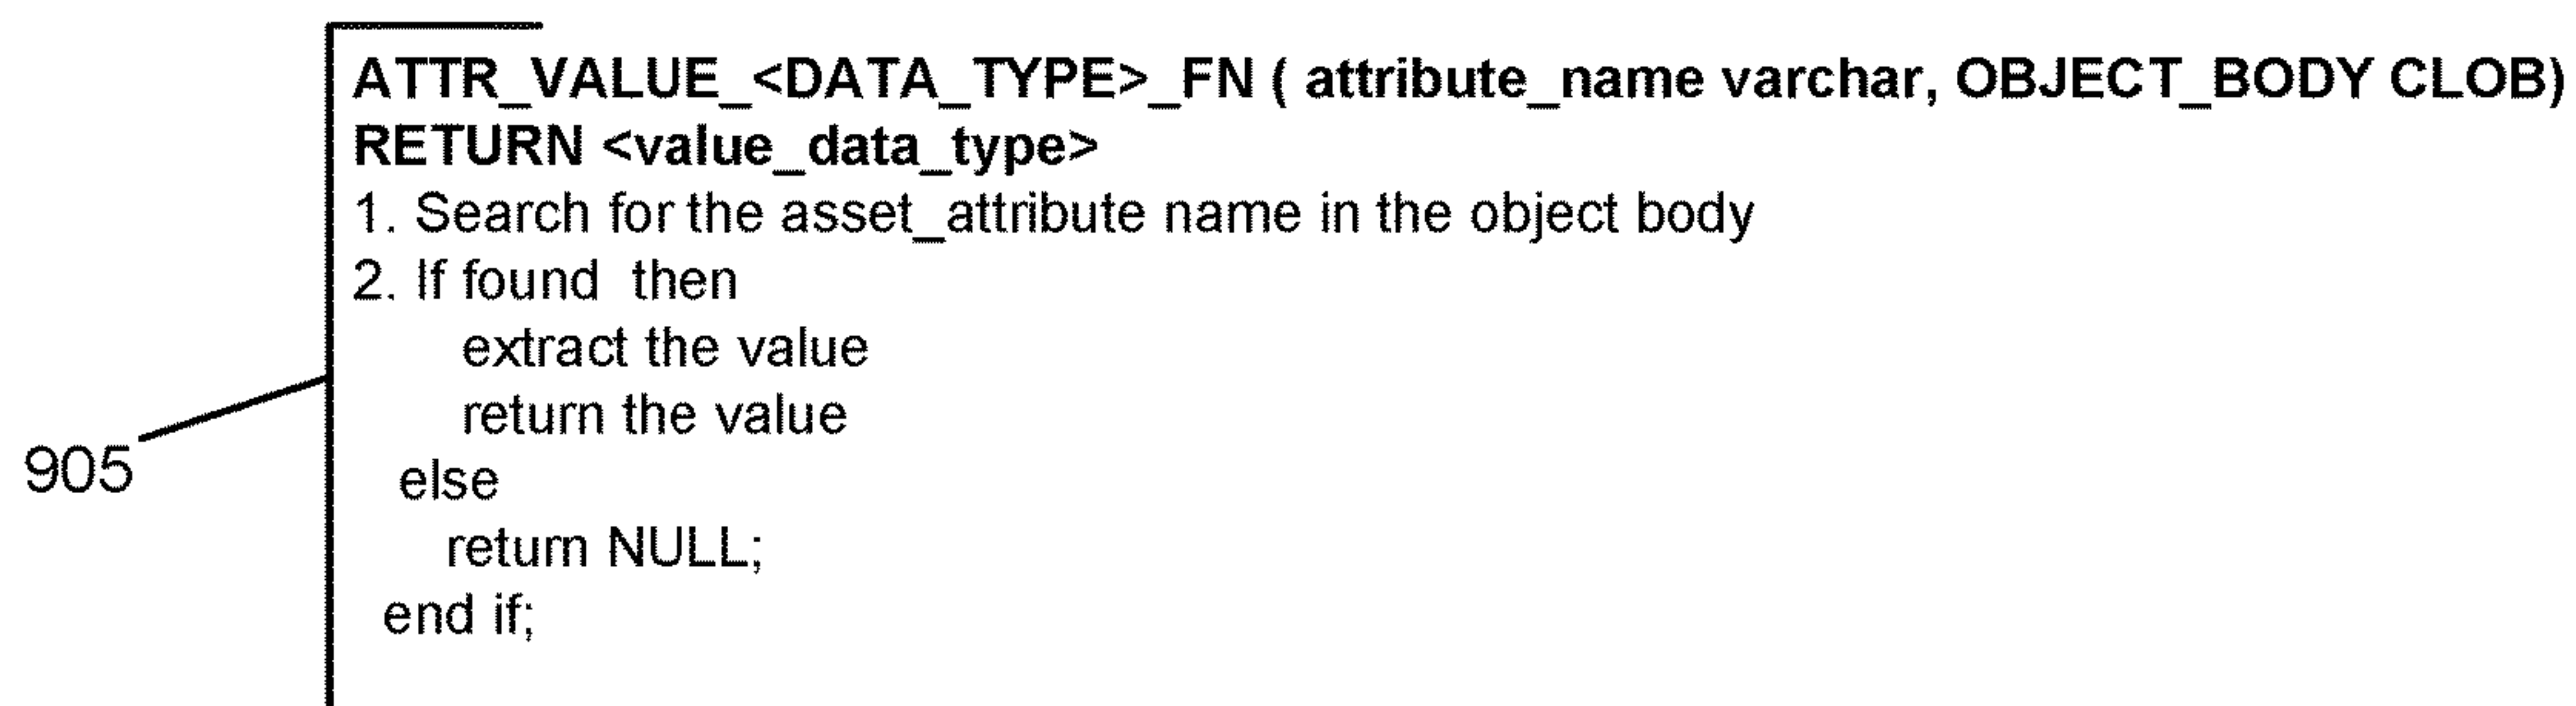 ATTR_VALUE_<DATA_TYPE>_FN ( attribute_name varchar, OBJECT_BODY CLOB)
RETURN <value_data_type>
1. Search for the asset_attribute name in the object body
2. If found then
extract the value
return the value
905
else
return NULL;
end if;